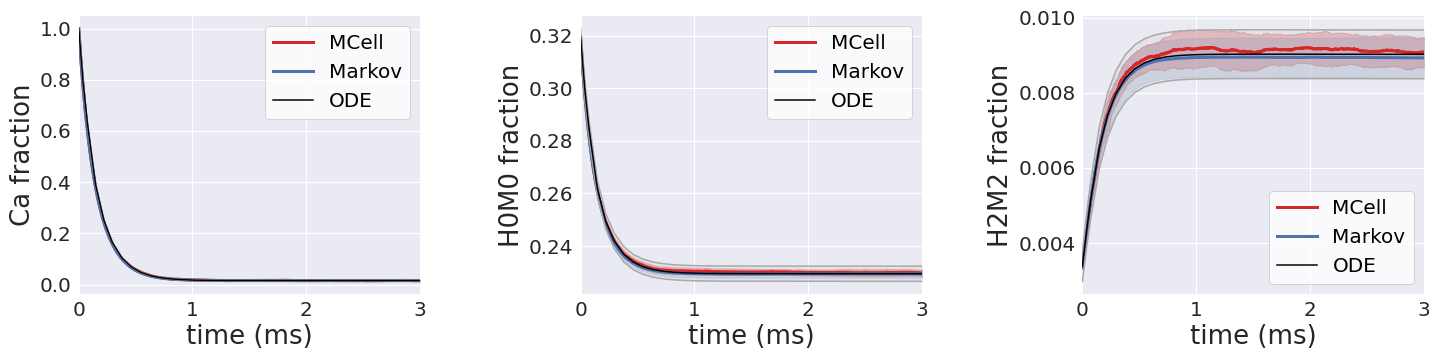 Ca fraction
1.0
0.8
0.6
0.4
0.2
0.0
0
1
2
3
time (ms)
MCell
Markov
ODE
H0M0 fraction
0.32
0.30
0.28
0.26
0.24
0
1
2
3
time (ms)
MCell
Markov
ODE
H2M2 fraction
0.010
0.008
0.006
0.004
0
1
2
3
time (ms)
MCell
Markov
ODE